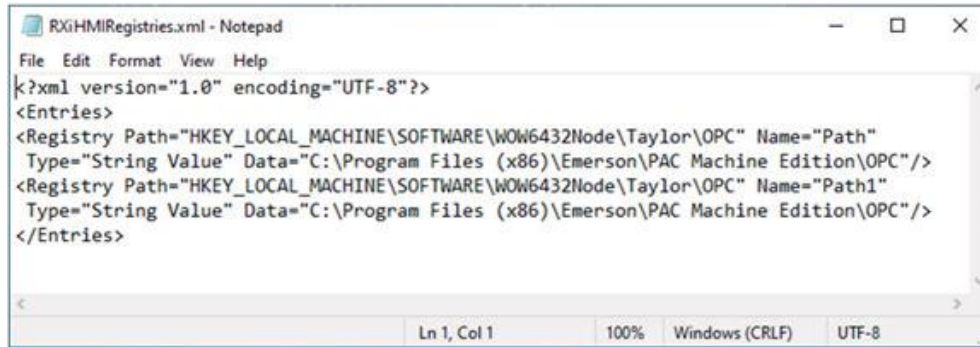 RXiHMIRegistries.xml - Notepad
File Edit Format View Help
<?xml version="1.0" encoding="UTF-8"?>
<Entries>
<Registry Path="HKEY_LOCAL_MACHINE\SOFTWARE\WOW6432Node\Taylor\OPC" Name="Path"
Type="String Value" Data="C:\Program Files (x86)\Emerson\PAC Machine Edition\OPC"/>
<Registry Path="HKEY_LOCAL_MACHINE\SOFTWARE\WOW6432Node\Taylor\OPC" Name="Path1"
Type="String Value" Data="C:\Program Files (x86)\Emerson\PAC Machine Edition\OPC"/>
</Entries>
Ln 1, Col 1 100% Windows (CRLF) UTF-8